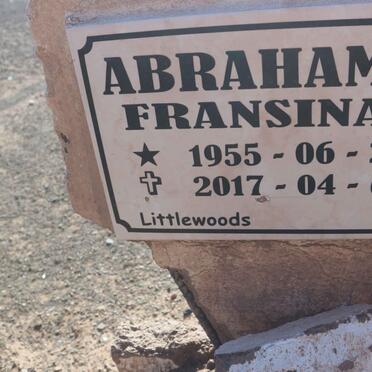 ABRAHAM
FRANSINA
★ 1955 - 06 -
✞ 2017 - 04 -
Littlewoods